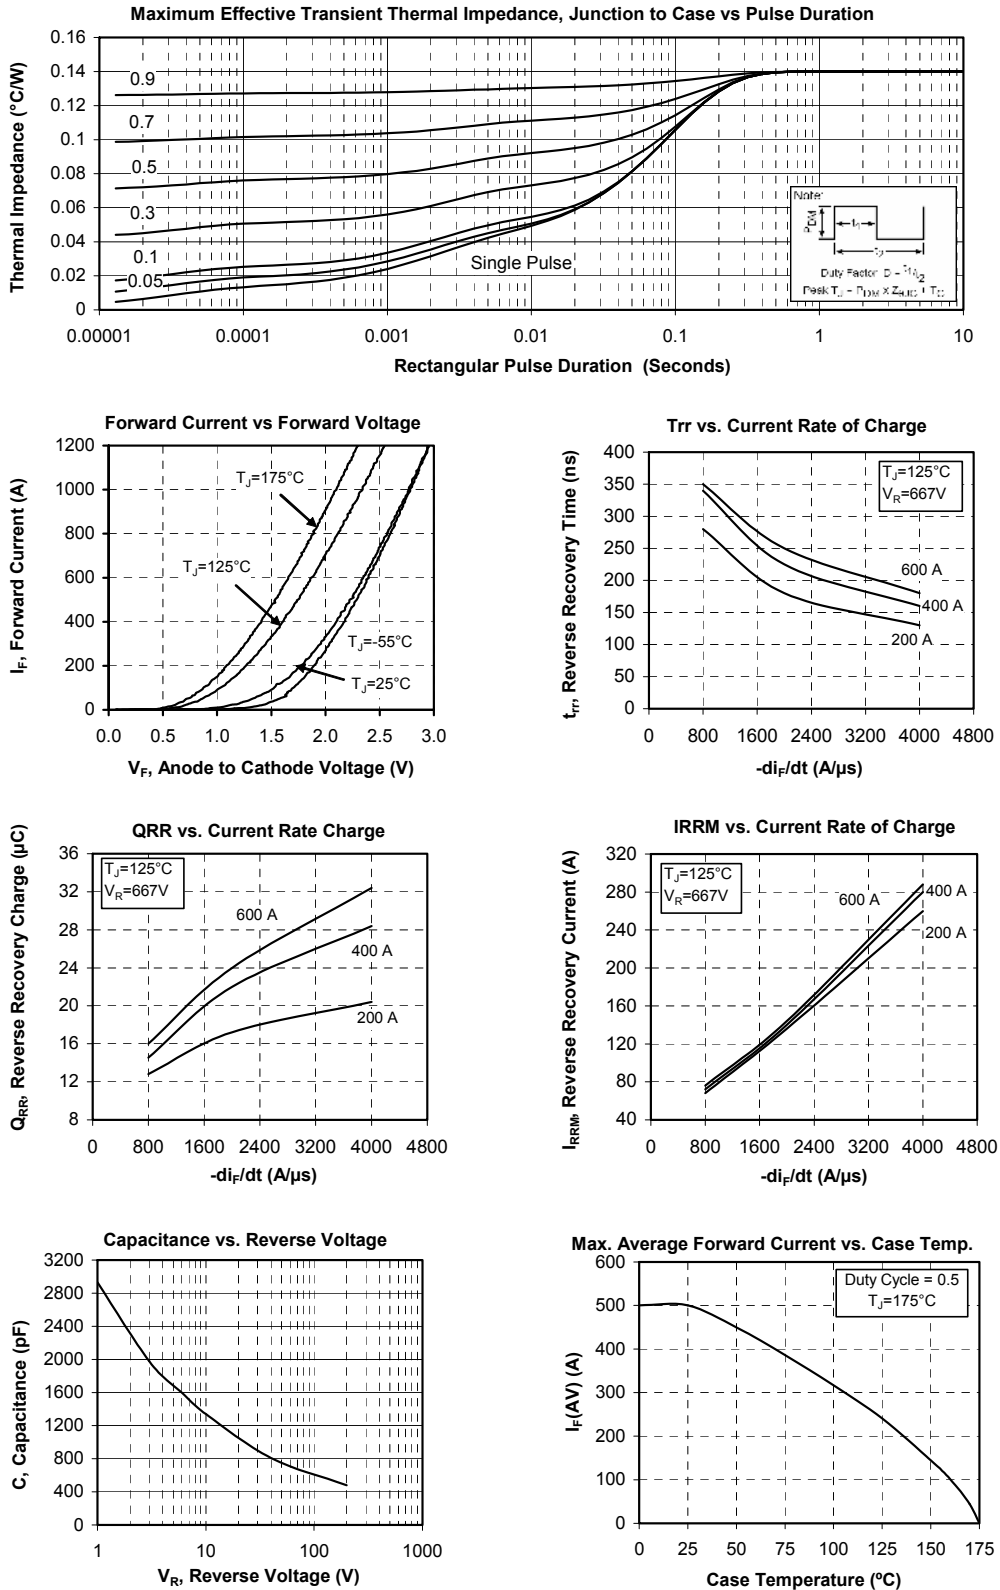 Maximum Effective Transient Thermal Impedance, Junction to Case vs Pulse Duration
Thermal Impedance (°C/W)
0.16
0.14
0.12
0.1
0.08
0.06
0.04
0.02
0
0.9
0.7
0.5
0.3
0.1
0.05
Single Pulse
Note:
PDM
t1
t2
Duty Factor D = t1/t2
Peak TJ = PDM x ZθJC + TC
0.00001 0.0001 0.001 0.01 0.1 1 10
Rectangular Pulse Duration (Seconds)
Forward Current vs Forward Voltage
IF, Forward Current (A)
1200
1000
800
600
400
200
0
TJ=175°C
TJ=125°C
TJ=-55°C
TJ=25°C
0.0 0.5 1.0 1.5 2.0 2.5 3.0
VF, Anode to Cathode Voltage (V)
Trr vs. Current Rate of Charge
trr, Reverse Recovery Time (ns)
400
350
300
250
200
150
100
50
0
TJ=125°C
VR=667V
600 A
400 A
200 A
0 800 1600 2400 3200 4000 4800
-diF/dt (A/µs)
QRR vs. Current Rate Charge
QRR, Reverse Recovery Charge (µC)
36
32
28
24
20
16
12
8
TJ=125°C
VR=667V
600 A
400 A
200 A
0 800 1600 2400 3200 4000 4800
-diF/dt (A/µs)
IRRM vs. Current Rate of Charge
IRRM, Reverse Recovery Current (A)
320
280
240
200
160
120
80
40
TJ=125°C
VR=667V
600 A
400 A
200 A
0 800 1600 2400 3200 4000 4800
-diF/dt (A/µs)
Capacitance vs. Reverse Voltage
C, Capacitance (pF)
3200
2800
2400
2000
1600
1200
800
400
0
1 10 100 1000
VR, Reverse Voltage (V)
Max. Average Forward Current vs. Case Temp.
IF(AV) (A)
600
500
400
300
200
100
0
Duty Cycle = 0.5
TJ=175°C
0 25 50 75 100 125 150 175
Case Temperature (ºC)